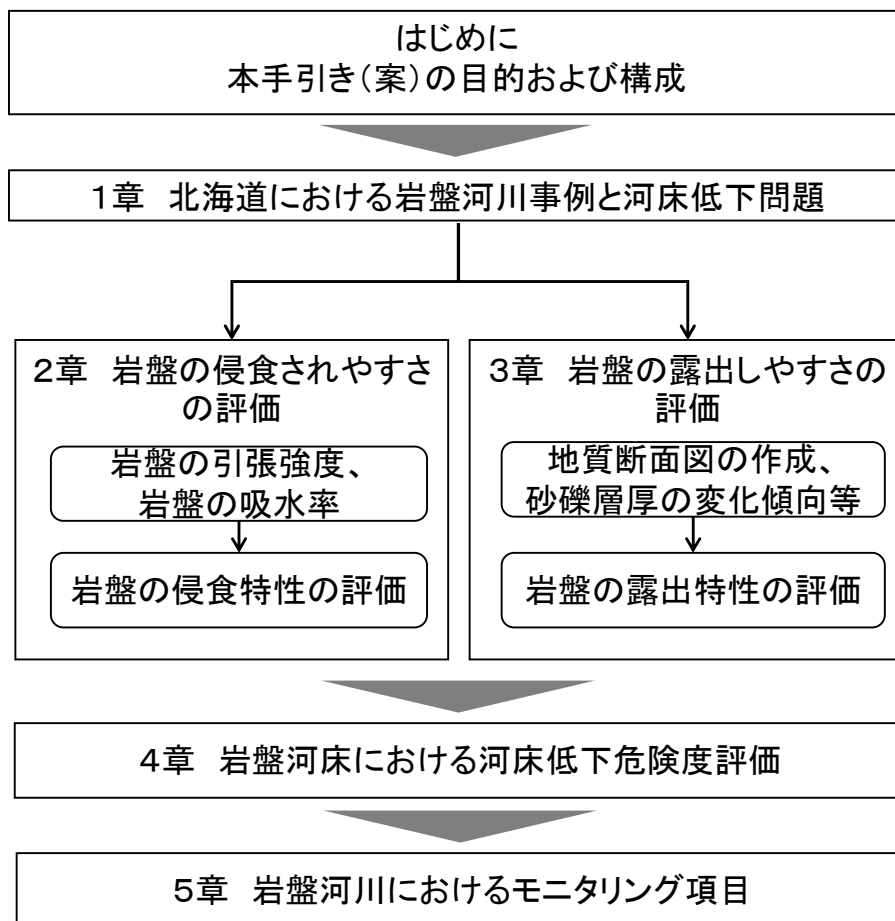 はじめに
本手引き（案）の目的および構成
1章　北海道における岩盤河川事例と河床低下問題
2章　岩盤の侵食されやすさ
の評価
岩盤の引張強度、
岩盤の吸水率
岩盤の侵食特性の評価
3章　岩盤の露出しやすさの
評価
地質断面図の作成、
砂礫層厚の変化傾向等
岩盤の露出特性の評価
4章　岩盤河床における河床低下危険度評価
5章　岩盤河川におけるモニタリング項目